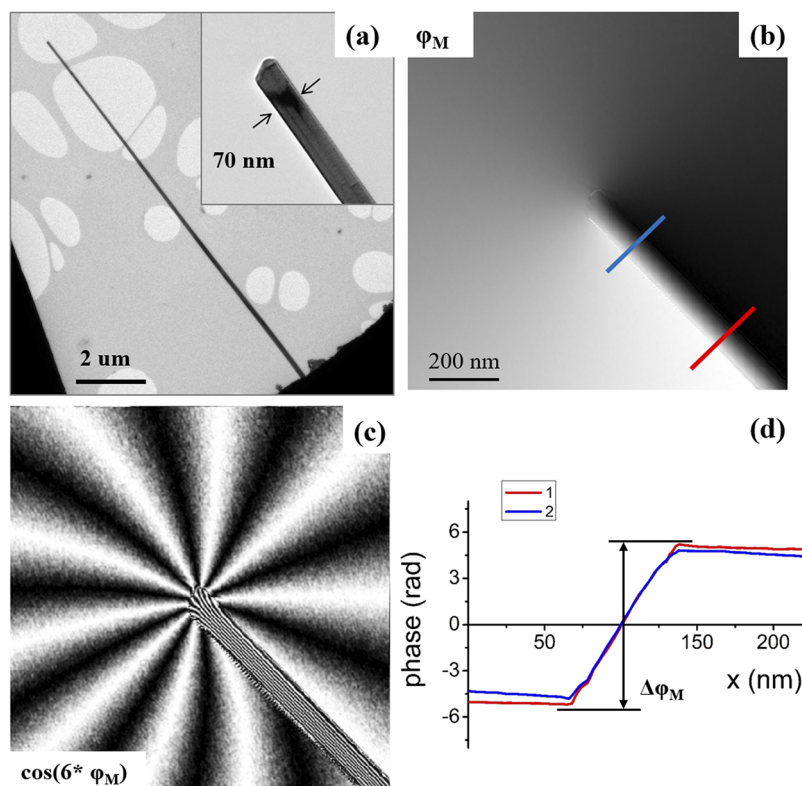 (a)
70 nm
2 um
φM
(b)
200 nm
(c)
cos(6* φM)
(d)
1
2
6
3
0
-3
-6
50
100
150
200
phase (rad)
x (nm)
ΔφM